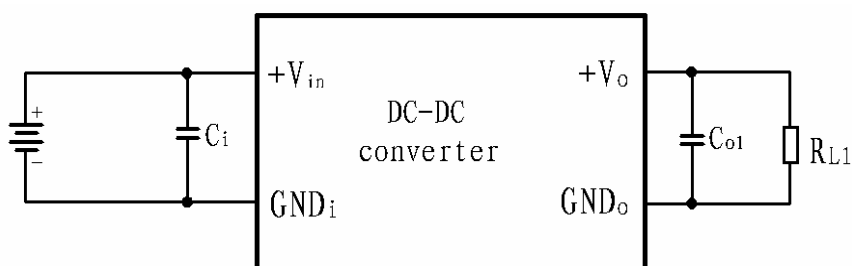 +Vin
+Vo
DC-DC
converter
+
−
Ci
Co1
RL1
GNDi
GNDo